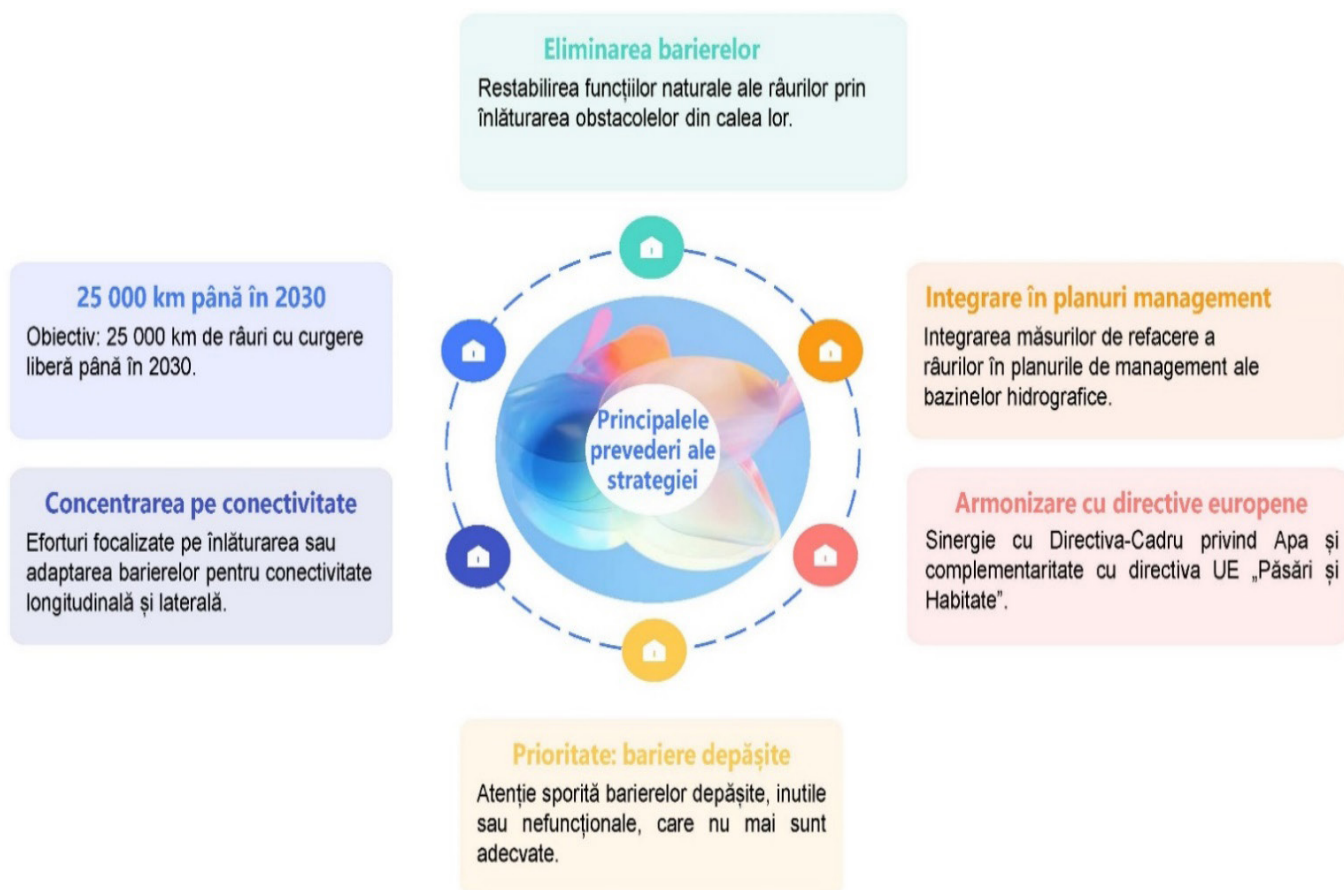 Eliminarea barierelor
Restabilirea funcțiilor naturale ale râurilor prin
înlăturarea obstacolelor din calea lor.
25 000 km până în 2030
Obiectiv: 25 000 km de râuri cu curgere
liberă până în 2030.
Integrare în planuri management
Integrarea măsurilor de refacere a
râurilor în planurile de management ale
bazinelor hidrografice.
Principalele
prevederi ale
strategiei
Concentrarea pe conectivitate
Eforturi focalizate pe înlăturarea sau
adaptarea barierelor pentru conectivitate
longitudinală și laterală.
Armonizare cu directive europene
Sinergie cu Directiva-Cadru privind Apa și
complementaritate cu directiva UE „Păsări și
Habitate”.
Prioritate: bariere depășite
Atenție sporită barierelor depășite, inutile
sau nefuncționale, care nu mai sunt
adecvate.